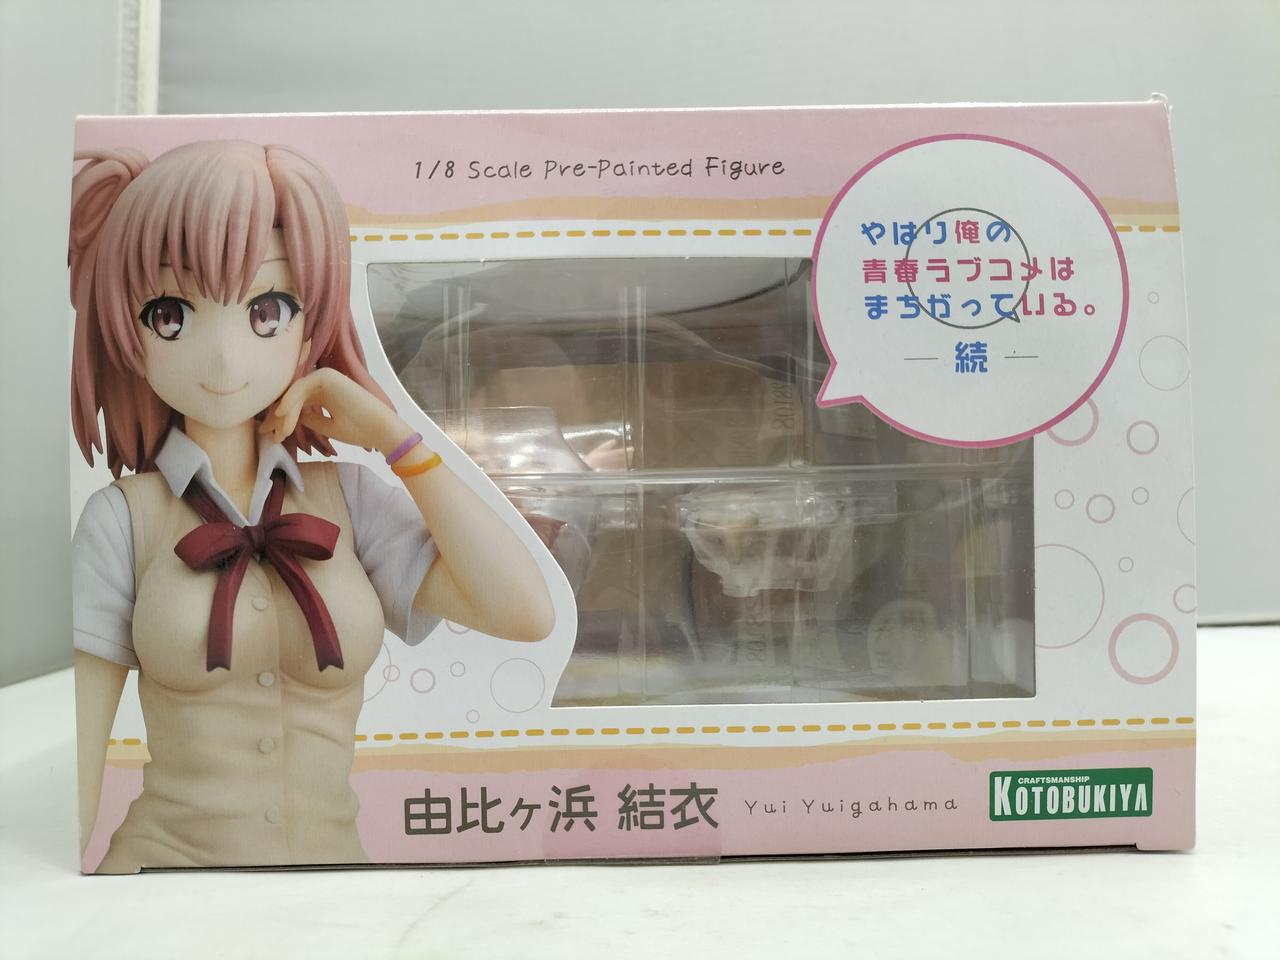 1/8 Scale Pre-Painted Figure
やはり俺の
青春ラブコメは
まちがっている。
続
由比ヶ浜 結衣
Yui Yuigahama
CRAFTSMANSHIP
KOTOBUKIYA